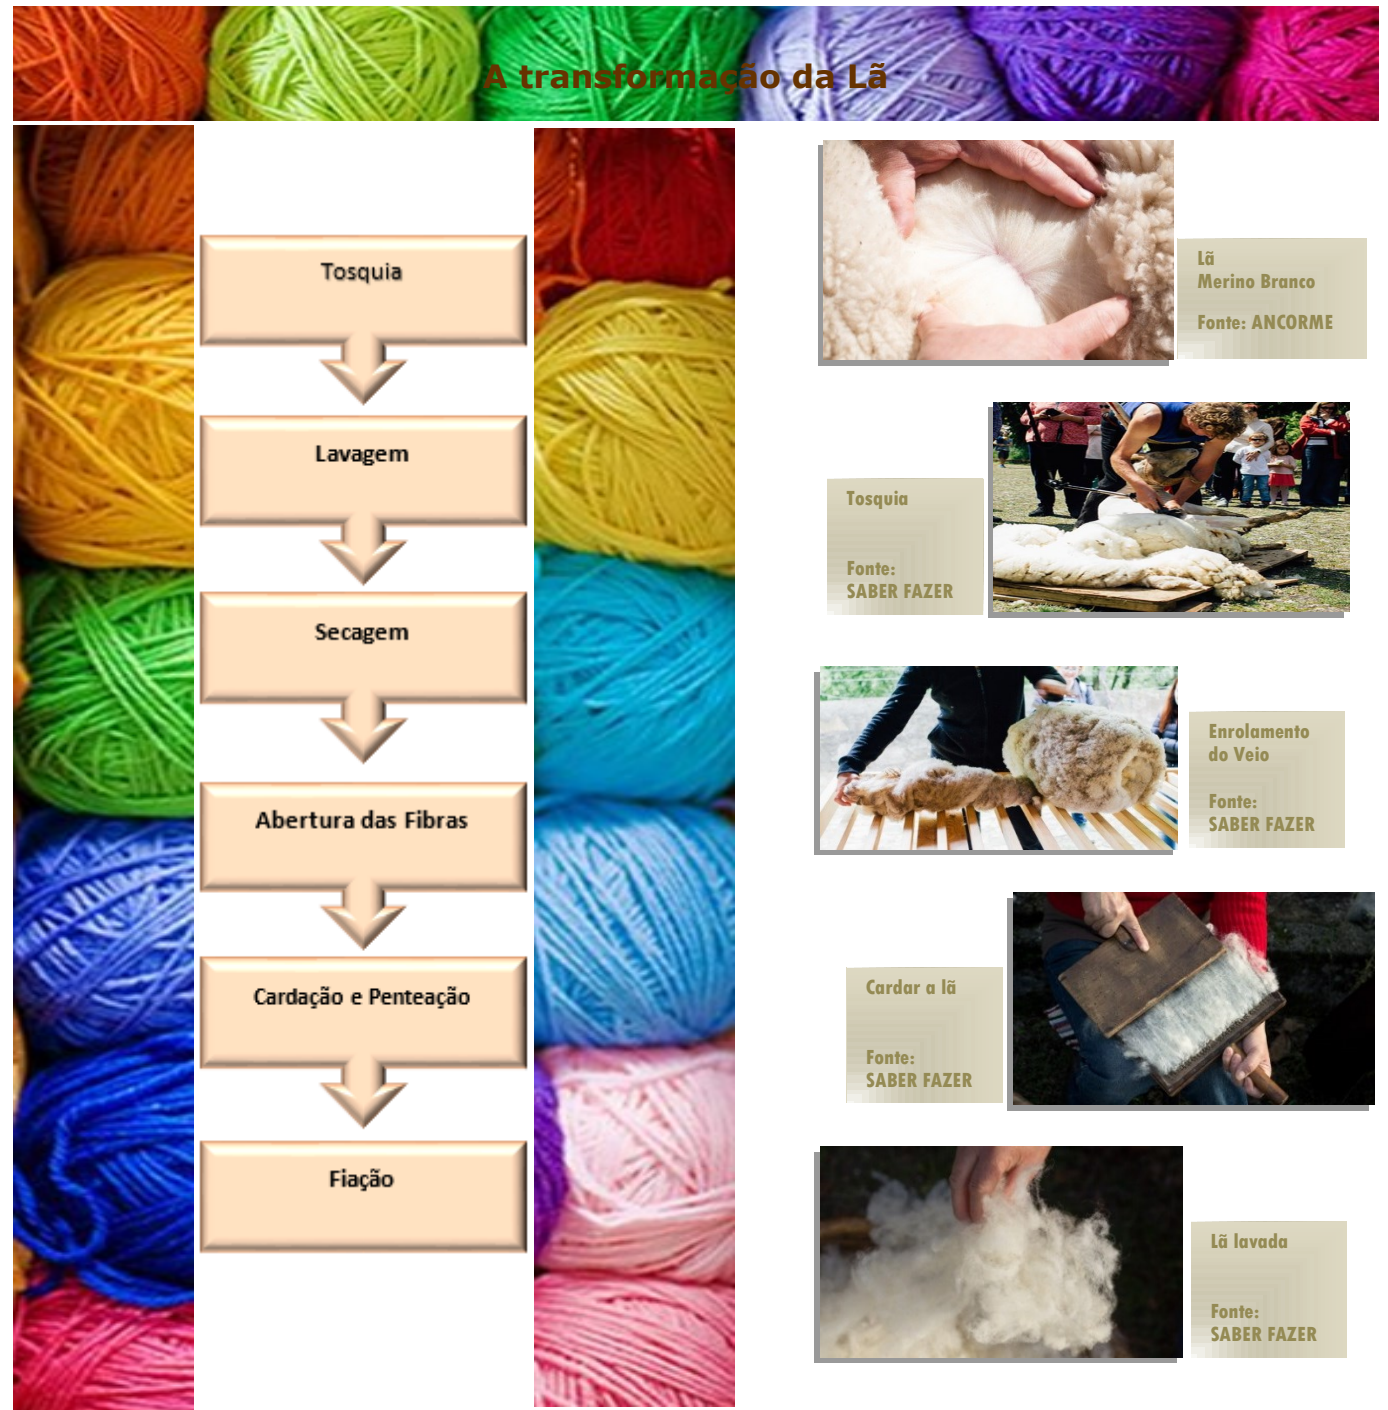 A transformação da Lã
Tosquia
Lavagem
Secagem
Abertura das Fibras
Cardação e Penteação
Fiação
Lã
Merino Branco
Fonte: ANCORME
Tosquia
Fonte:
SABER FAZER
Enrolamento
do Veio
Fonte:
SABER FAZER
Cardar a lã
Fonte:
SABER FAZER
Lã lavada
Fonte:
SABER FAZER